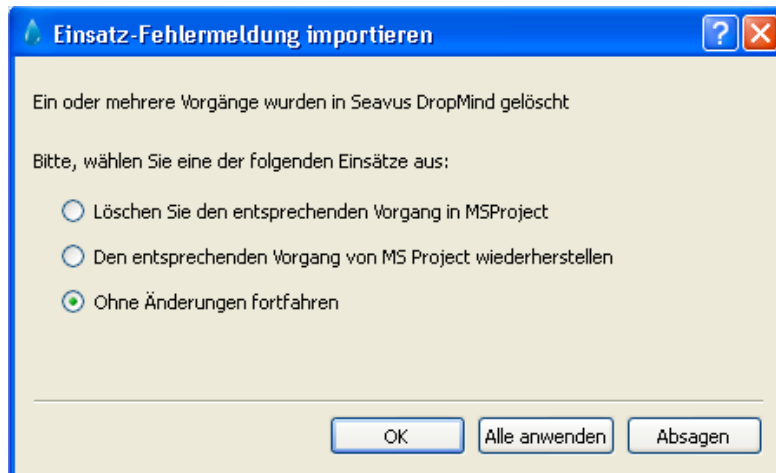 Einsatz-Fehlermeldung importieren
Ein oder mehrere Vorgänge wurden in Seavus DropMind gelöscht
Bitte, wählen Sie eine der folgenden Einsätze aus:
Löschen Sie den entsprechenden Vorgang in MSProject
Den entsprechenden Vorgang von MS Project wiederherstellen
Ohne Änderungen fortfahren
OK
Alle anwenden
Absagen